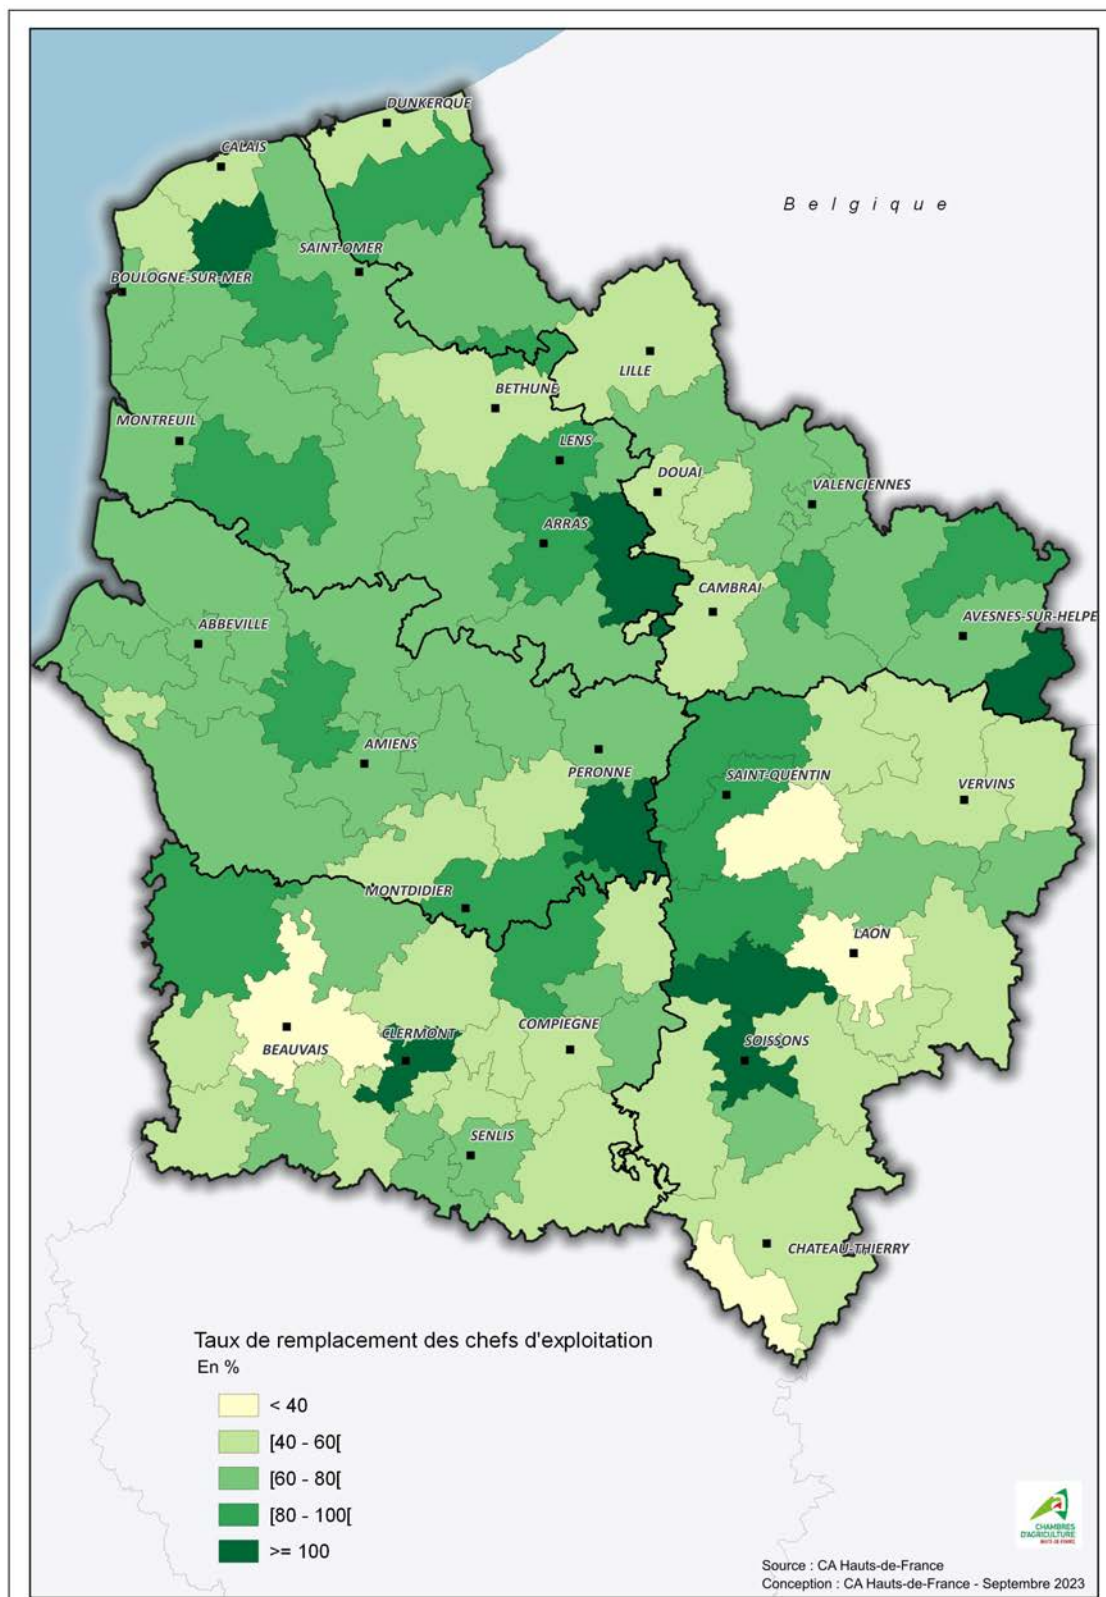 DUNKERQUE
CALAIS
Belgique
SAINT-OMER
BOULOGNE-SUR-MER
LILLE
BETHUNE
MONTREUIL
LENS
DOUAI
VALENCIENNES
ARRAS
CAMBRAI
AVESNES-SUR-HELPE
ABBEVILLE
AMIENS
PERONNE
SAINT-QUENTIN
VERVINS
MONTDIDIER
LAON
COMPIEGNE
CLERMONT
SOISSONS
BEAUVAIS
SENLIS
CHATEAU-THIERRY
Taux de remplacement des chefs d'exploitation
En %
< 40
[40 - 60[
[60 - 80[
[80 - 100[
>= 100
CHAMBRES
D'AGRICULTURE
HAUTS-DE-FRANCE
Source : CA Hauts-de-France
Conception : CA Hauts-de-France - Septembre 2023